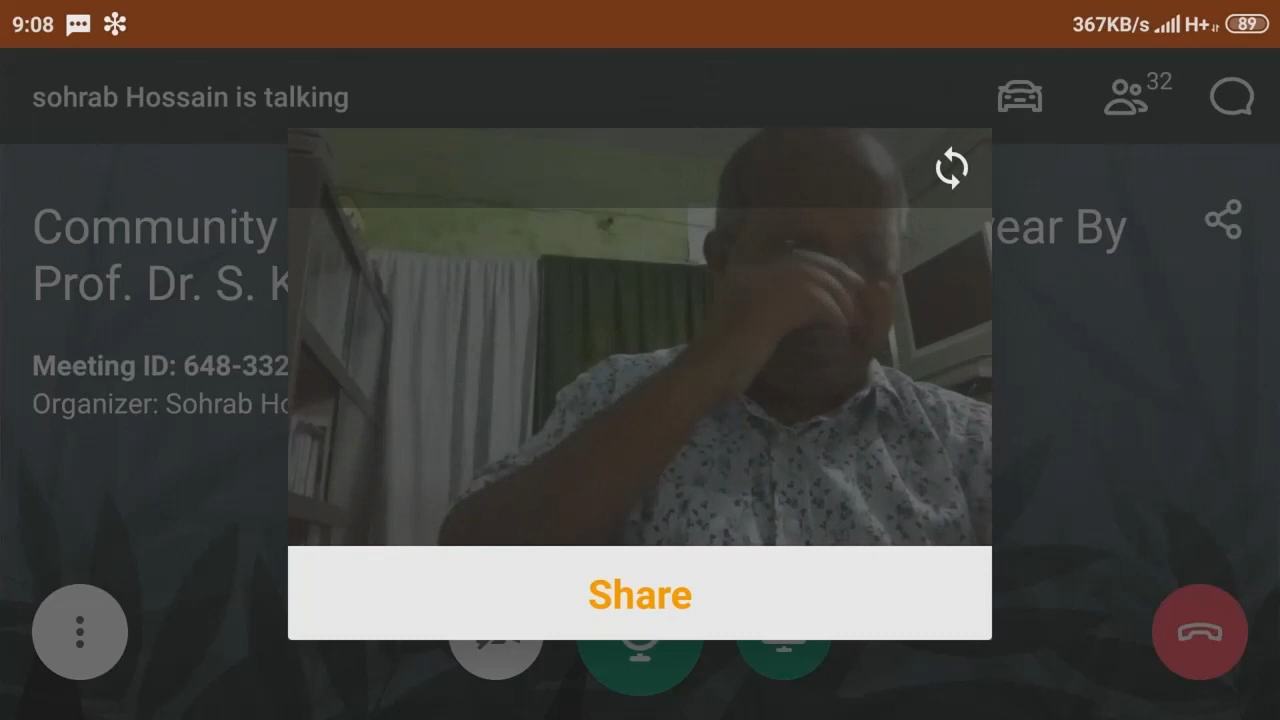 9:08 367KB/s H+ 89
sohrab Hossain is talking 32
Community ear By
Prof. Dr. S. K
Meeting ID: 648-332
Organizer: Sohrab Ho
Share